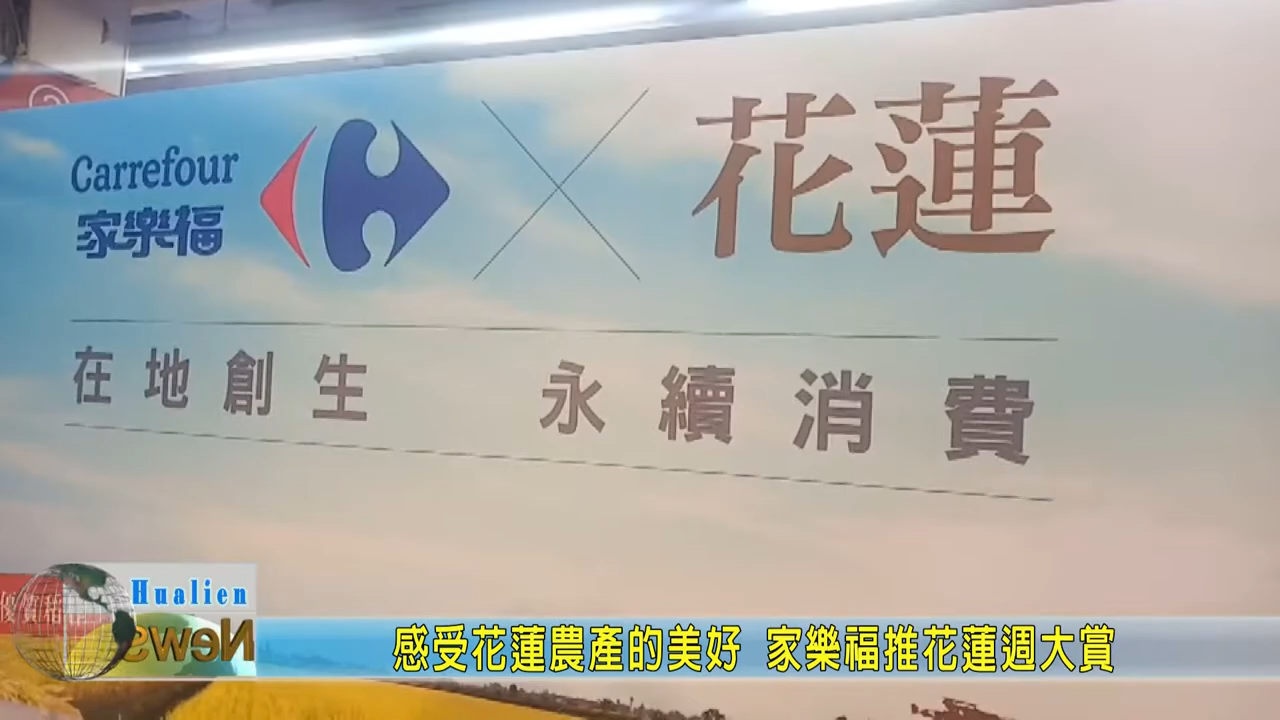 Carrefour
家樂福
花蓮
在地創生 永續消費
Hualien
News
感受花蓮農產的美好 家樂福推花蓮週大賞